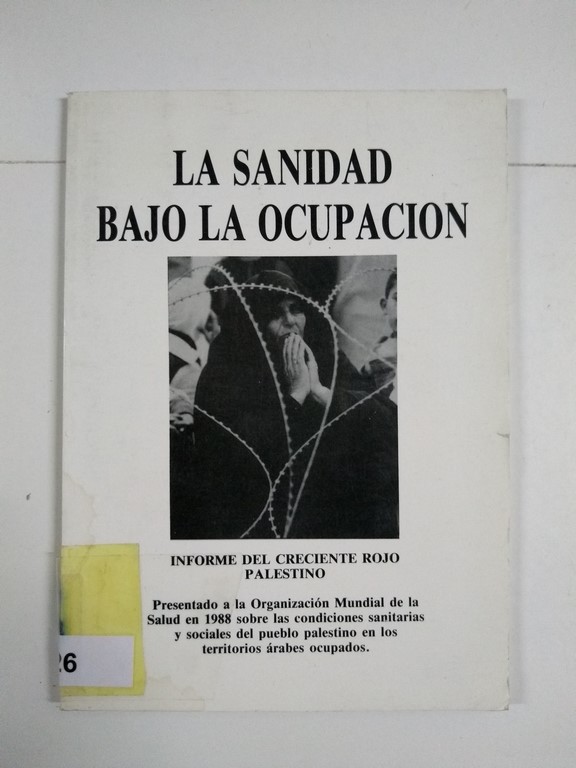 LA SANIDAD
BAJO LA OCUPACION
INFORME DEL CRECIENTE ROJO
PALESTINO
Presentado a la Organización Mundial de la
Salud en 1988 sobre las condiciones sanitarias
y sociales del pueblo palestino en los
territorios árabes ocupados.
26